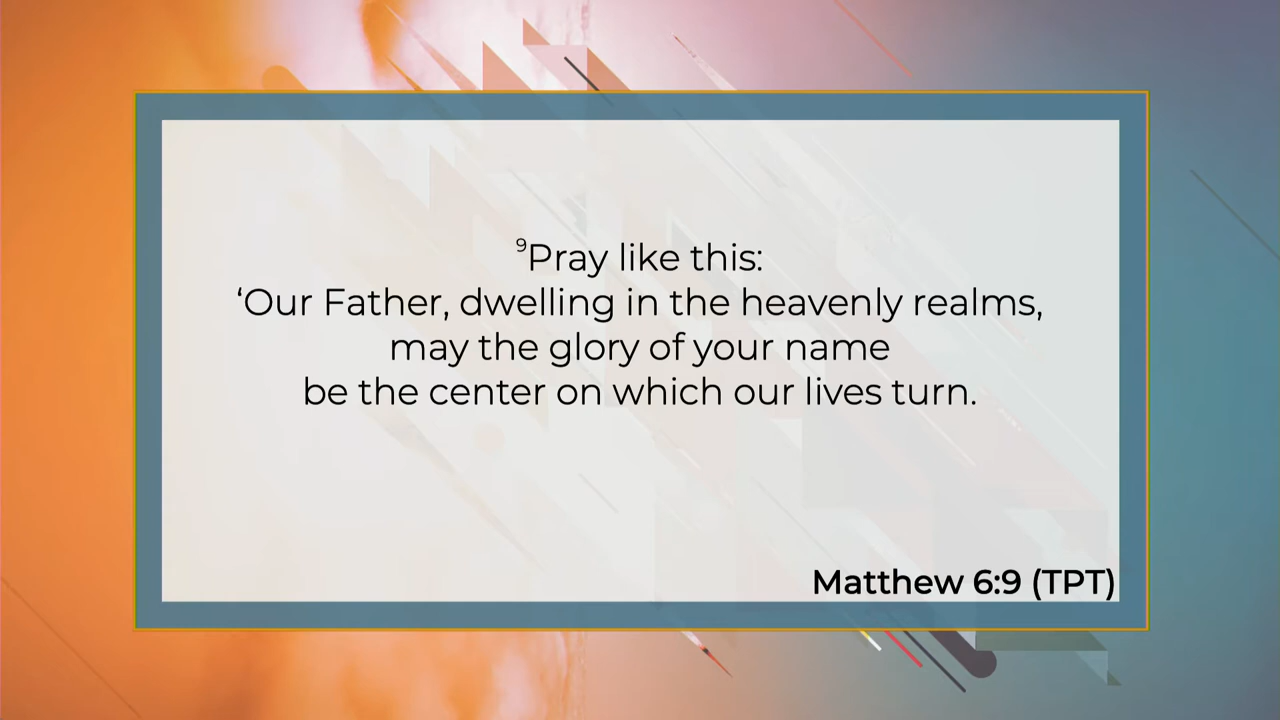 ⁹Pray like this:
‘Our Father, dwelling in the heavenly realms,
may the glory of your name
be the center on which our lives turn.
Matthew 6:9 (TPT)